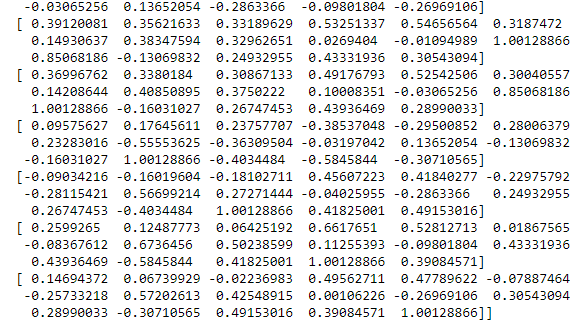 -0.03065256 0.13652054 -0.2863366 -0.09801804 -0.26969106]
[ 0.39120081 0.35621633 0.33189629 0.53251337 0.54656564 0.3187472
0.14930637 0.38347594 0.32962651 0.0269404 -0.01094989 1.00128866
0.85068186 -0.13069832 0.24932955 0.43331936 0.30543094]
[ 0.36996762 0.3380184 0.30867133 0.49176793 0.52542506 0.30040557
0.14208644 0.40850895 0.3750222 0.10008351 -0.03065256 0.85068186
1.00128866 -0.16031027 0.26747453 0.43936469 0.28990033]
[ 0.09575627 0.17645611 0.23757707 -0.38537048 -0.29500852 0.28006379
0.23283016 -0.55553625 -0.36309504 -0.03197042 0.13652054 -0.13069832
-0.16031027 1.00128866 -0.4034484 -0.5845844 -0.30710565]
[-0.09034216 -0.16019604 -0.18102711 0.45607223 0.41840277 -0.22975792
-0.28115421 0.56699214 0.27271444 -0.04025955 -0.2863366 0.24932955
0.26747453 -0.4034484 1.00128866 0.41825001 0.49153016]
[ 0.2599265 0.12487773 0.06425192 0.6617651 0.52812713 0.01867565
-0.08367612 0.6736456 0.50238599 0.11255393 -0.09801804 0.43331936
0.43936469 -0.5845844 0.41825001 1.00128866 0.39084571]
[ 0.14694372 0.06739929 -0.02236983 0.49562711 0.47789622 -0.07887464
-0.25733218 0.57202613 0.42548915 0.00106226 -0.26969106 0.30543094
0.28990033 -0.30710565 0.49153016 0.39084571 1.00128866]]